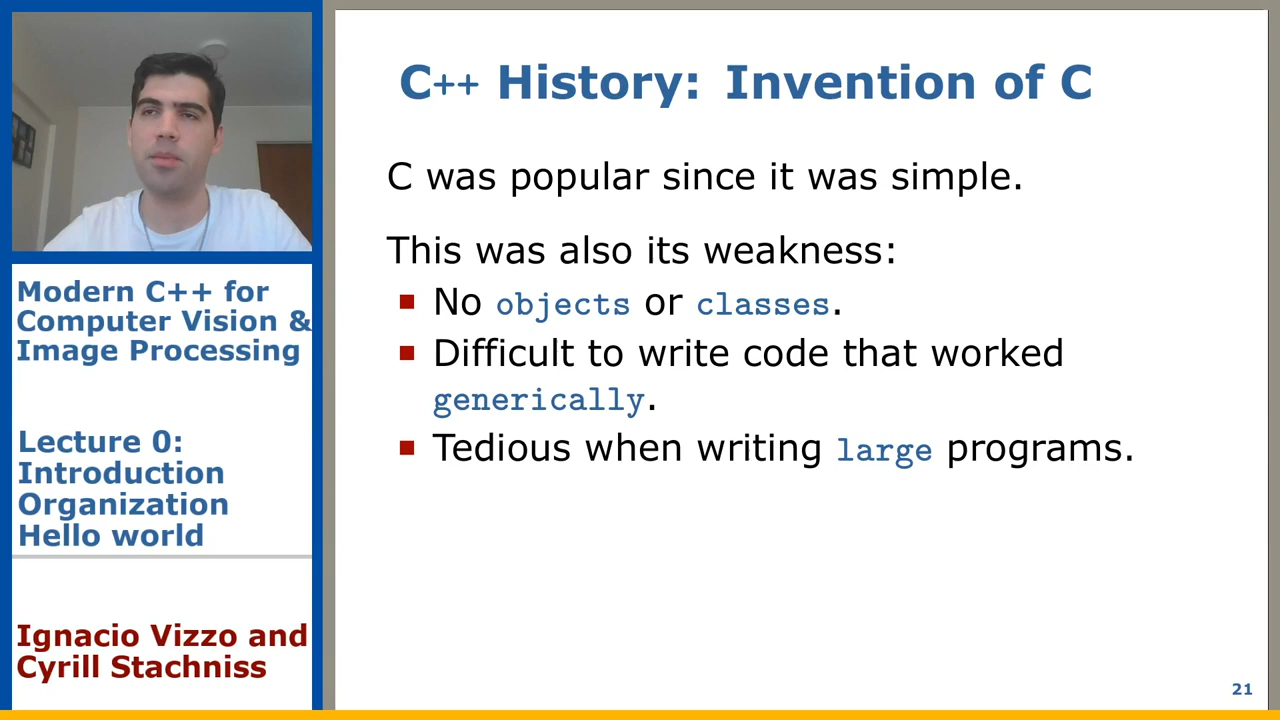 C++ History: Invention of C
C was popular since it was simple.
This was also its weakness:
No objects or classes.
Difficult to write code that worked
generically.
Tedious when writing large programs.
21
Modern C++ for
Computer Vision &
Image Processing
Lecture 0:
Introduction
Organization
Hello world
Ignacio Vizzo and
Cyrill Stachniss